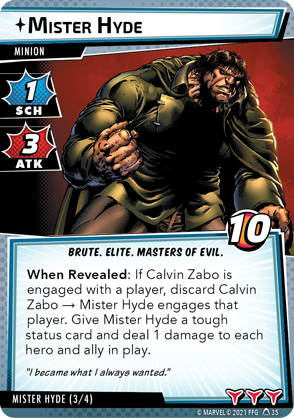 Mister Hyde
MINION
1
SCH
3
ATK
10
BRUTE. ELITE. MASTERS OF EVIL.
When Revealed: If Calvin Zabo is
engaged with a player, discard Calvin
Zabo → Mister Hyde engages that
player. Give Mister Hyde a tough
status card and deal 1 damage to each
hero and ally in play.
"I became what I always wanted."
MISTER HYDE (3/4)
© MARVEL © 2021 FFG 35